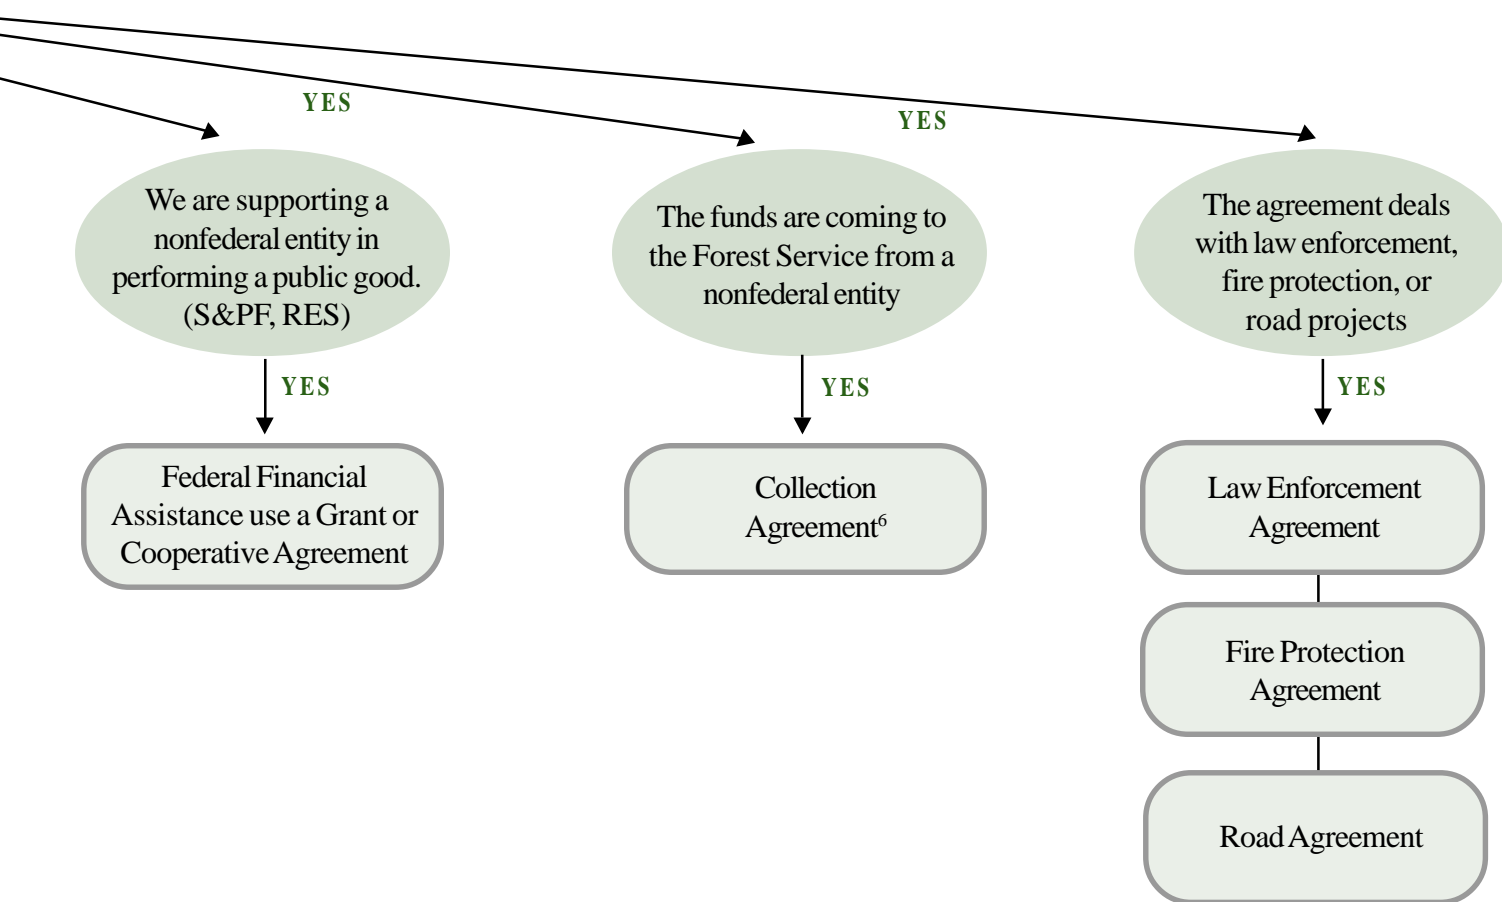 YES
YES
We are supporting a
nonfederal entity in
performing a public good.
(S&PF, RES)
The funds are coming to
the Forest Service from a
nonfederal entity
The agreement deals
with law enforcement,
fire protection, or
road projects
YES
YES
YES
Federal Financial
Assistance use a Grant or
Cooperative Agreement
Collection
Agreement⁶
Law Enforcement
Agreement
Fire Protection
Agreement
Road Agreement